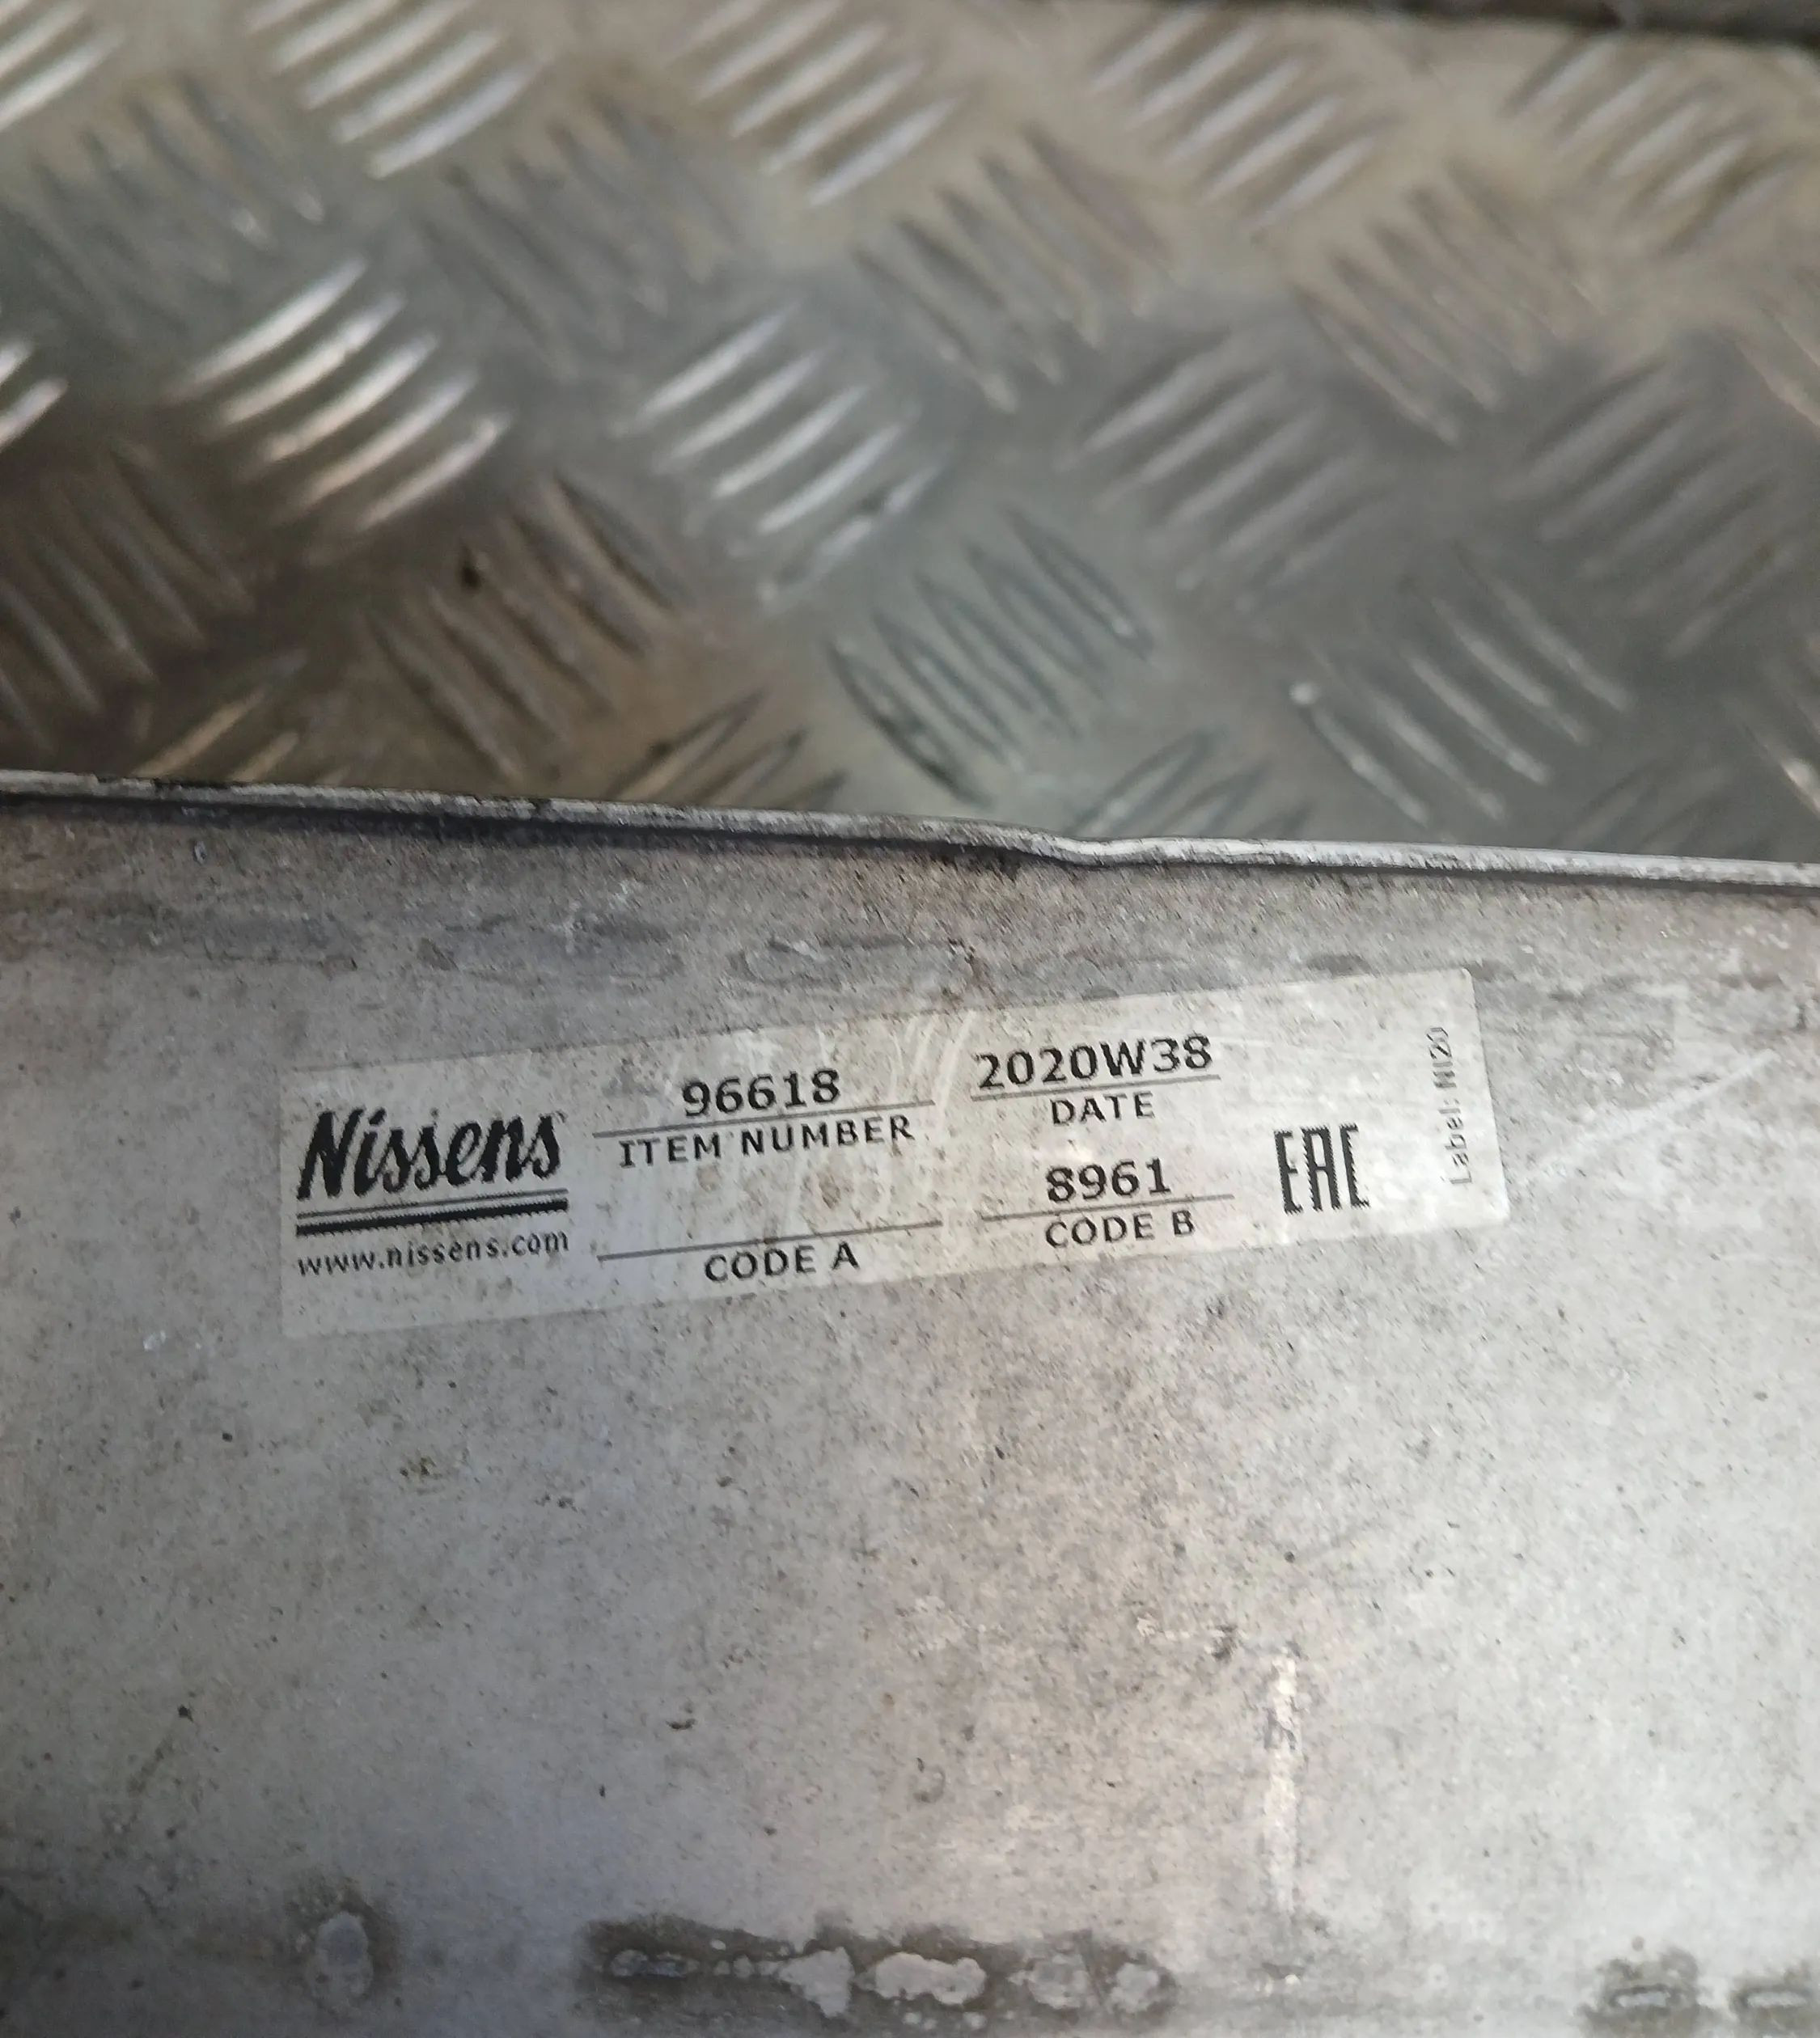 Nissens
www.nissens.com
96618
ITEM NUMBER
CODE A
2020W38
DATE
8961
CODE B
EAC
Label: NI20